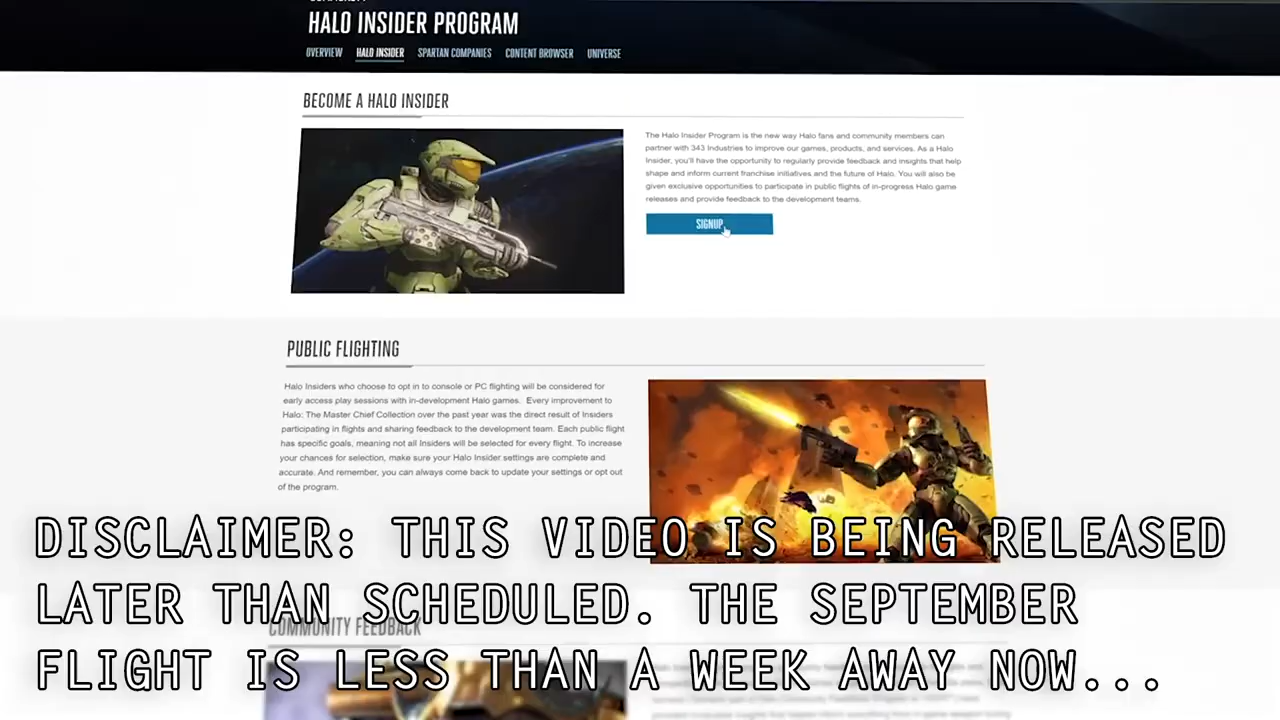 HALO INSIDER PROGRAM
OVERVIEW HALO INSIDER SPARTAN COMPANIES CONTENT BROWSER UNIVERSE
BECOME A HALO INSIDER
The Halo Insider Program is the new way Halo fans and community members can
partner with 343 Industries to improve our games, products, and services. As a Halo
Insider, you'll have the opportunity to regularly provide feedback and insights that help
shape and inform current franchise initiatives and the future of Halo. You will also be
given exclusive opportunities to participate in public flights of in-progress Halo game
releases and provide feedback to the development teams.
SIGNUP
PUBLIC FLIGHTING
Halo Insiders who choose to opt in to console or PC flighting will be considered for
early access play sessions with in-development Halo games. Every improvement to
Halo: The Master Chief Collection over the past year was the direct result of Insiders
participating in flights and sharing feedback to the development team. Each public flight
has specific goals, meaning not all Insiders will be selected for every flight. To increase
your chances for selection, make sure your Halo Insider settings are complete and
accurate. And remember, you can always come back to update your settings or opt out
of the program.
DISCLAIMER: THIS VIDEO IS BEING RELEASED
LATER THAN SCHEDULED. THE SEPTEMBER
COMMUNITY FEEDBACK
FLIGHT IS LESS THAN A WEEK AWAY NOW...